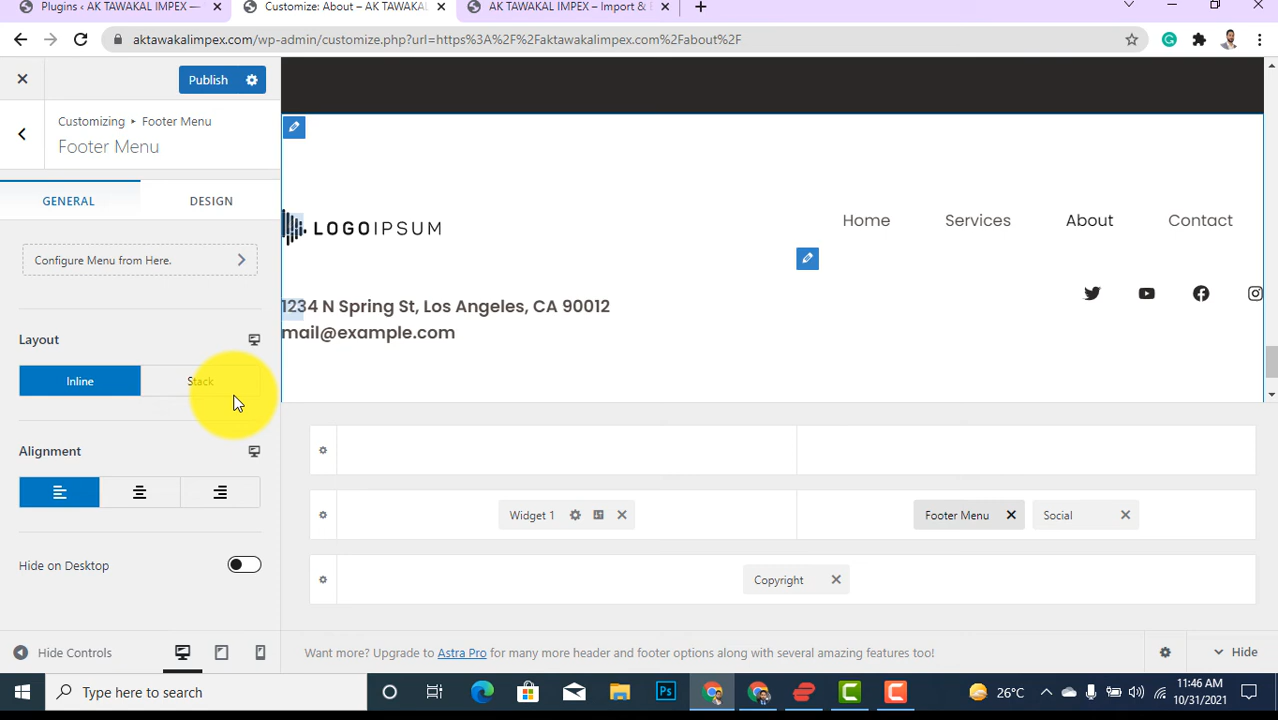 Plugins ‹ AK TAWAKAL IMPEX —
Customize: About – AK TAWAKAL
AK TAWAKAL IMPEX – Import & E
aktawakalimpex.com/wp-admin/customize.php?url=https%3A%2F%2Faktawakalimpex.com%2Fabout%2F
Publish
Customizing ▸ Footer Menu
Footer Menu
GENERAL
DESIGN
Configure Menu from Here.
Layout
Inline
Stack
Alignment
Hide on Desktop
Hide Controls
LOGOIPSUM
Home
Services
About
Contact
1234 N Spring St, Los Angeles, CA 90012
mail@example.com
Widget 1
Footer Menu
Social
Copyright
Want more? Upgrade to Astra Pro for many more header and footer options along with several amazing features too!
Hide
Type here to search
Ps
26°C
11:46 AM
10/31/2021